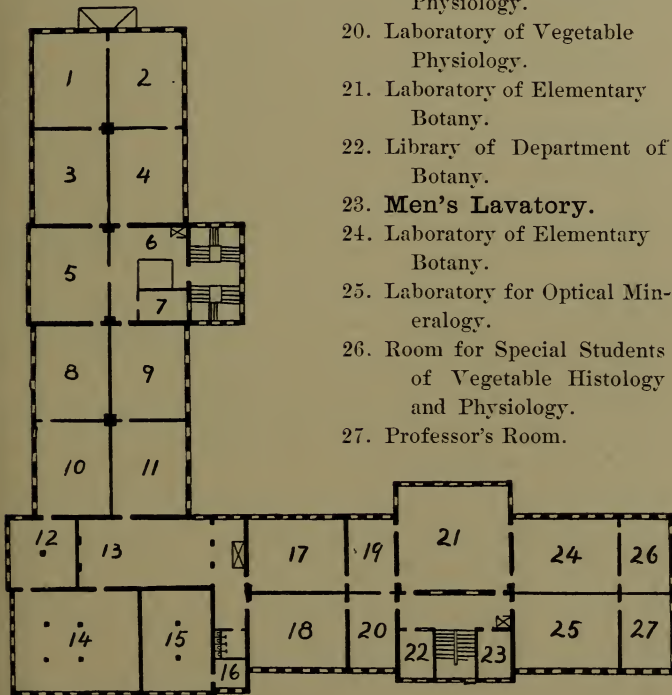 Physiology.
20. Laboratory of Vegetable
Physiology.
21. Laboratory of Elementary
Botany.
22. Library of Department of
Botany.
23. Men's Lavatory.
24. Laboratory of Elementary
Botany.
25. Laboratory for Optical Min-
eralogy.
26. Room for Special Students
of Vegetable Histology
and Physiology.
27. Professor's Room.
1 2
3 4
5 6
7
8 9
10 11
12 13
14 15
16
17 19 21 24 26
18 20 22 23 25 27